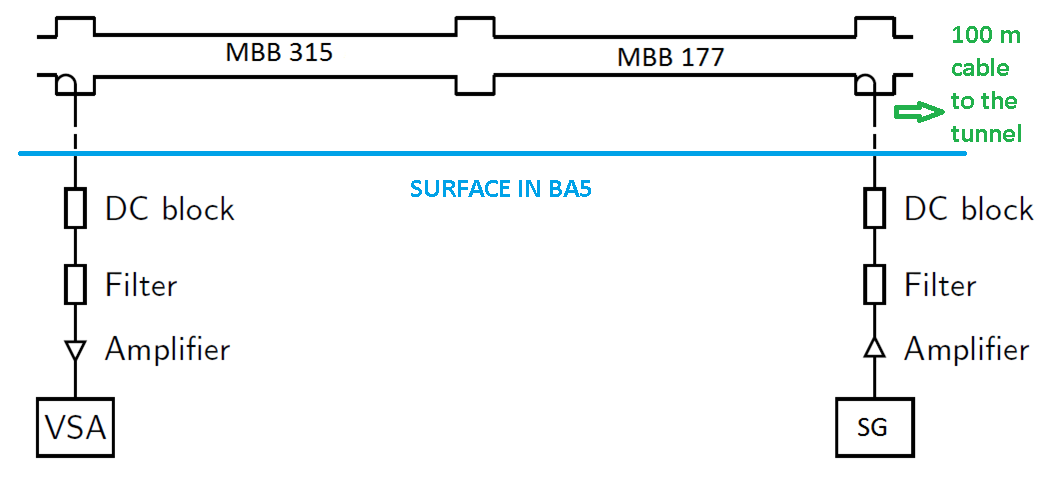 MBB 315
MBB 177
100 m
cable
to the
tunnel
SURFACE IN BA5
DC block
DC block
Filter
Filter
Amplifier
Amplifier
VSA
SG